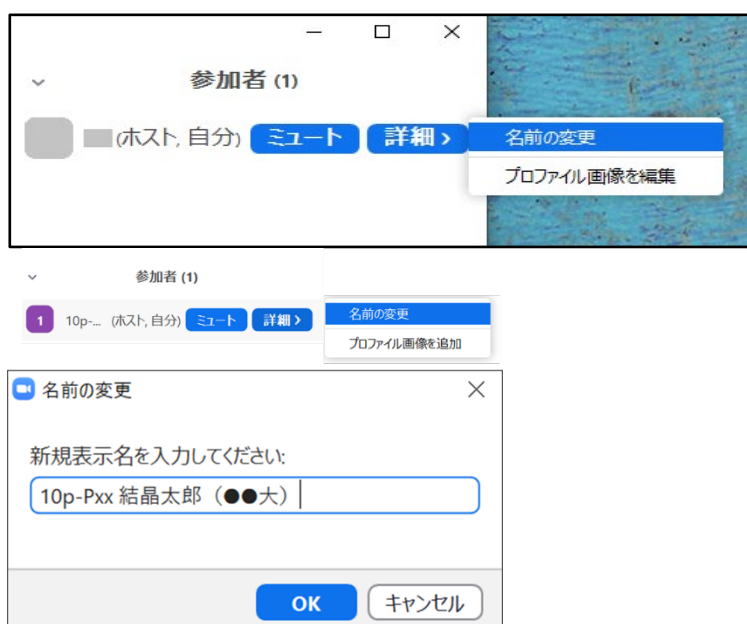 参加者 (1)
(ホスト, 自分) ミュート 詳細 > 名前の変更
プロファイル画像を編集
参加者 (1)
1 10p-... (ホスト, 自分) ミュート 詳細 > 名前の変更
プロファイル画像を追加
名前の変更
新規表示名を入力してください:
10p-Pxx 結晶太郎（●●大）
OK キャンセル